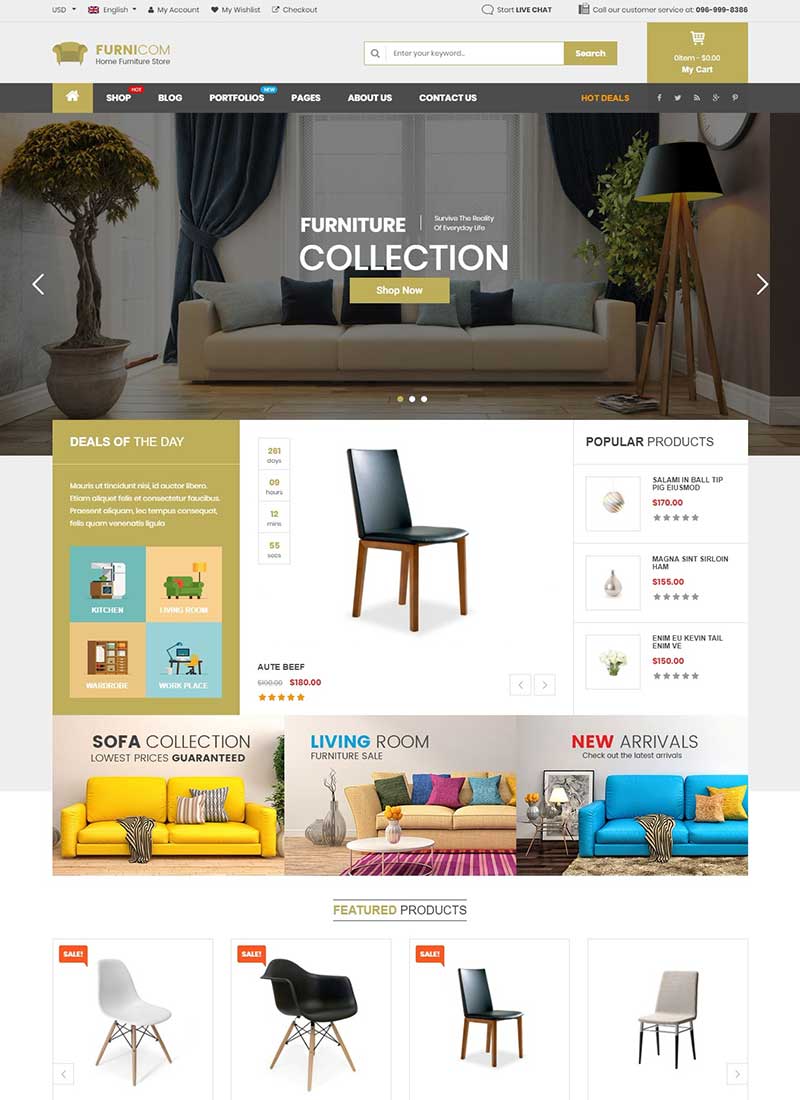 USD English My Account My Wishlist Checkout Start LIVE CHAT Call our customer service at: 096-999-8386
FURNICOM
Home Furniture Store
Enter your keyword... Search
0item - $0.00
My Cart
SHOP HOT BLOG PORTFOLIOS NEW PAGES ABOUT US CONTACT US HOT DEALS
FURNITURE
Survive The Reality
Of Everyday Life
COLLECTION
Shop Now
DEALS OF THE DAY
Mauris ut tincidunt nisi, id auctor libero.
Etiam aliquet felis et consectetur faucibus.
Praesent aliquam, leo tempus consequat,
felis quam venenatis ligula
KITCHEN
LIVING ROOM
WARDROBE
WORK PLACE
261
days
09
hours
12
mins
55
secs
AUTE BEEF
$190.00 $180.00
POPULAR PRODUCTS
SALAMI IN BALL TIP
PIG EIUSMOD
$170.00
MAGNA SINT SIRLOIN
HAM
$155.00
ENIM EU KEVIN TAIL
ENIM VE
$150.00
SOFA COLLECTION
LOWEST PRICES GUARANTEED
LIVING ROOM
FURNITURE SALE
NEW ARRIVALS
Check out the latest arrivals
FEATURED PRODUCTS
SALE!
SALE!
SALE!